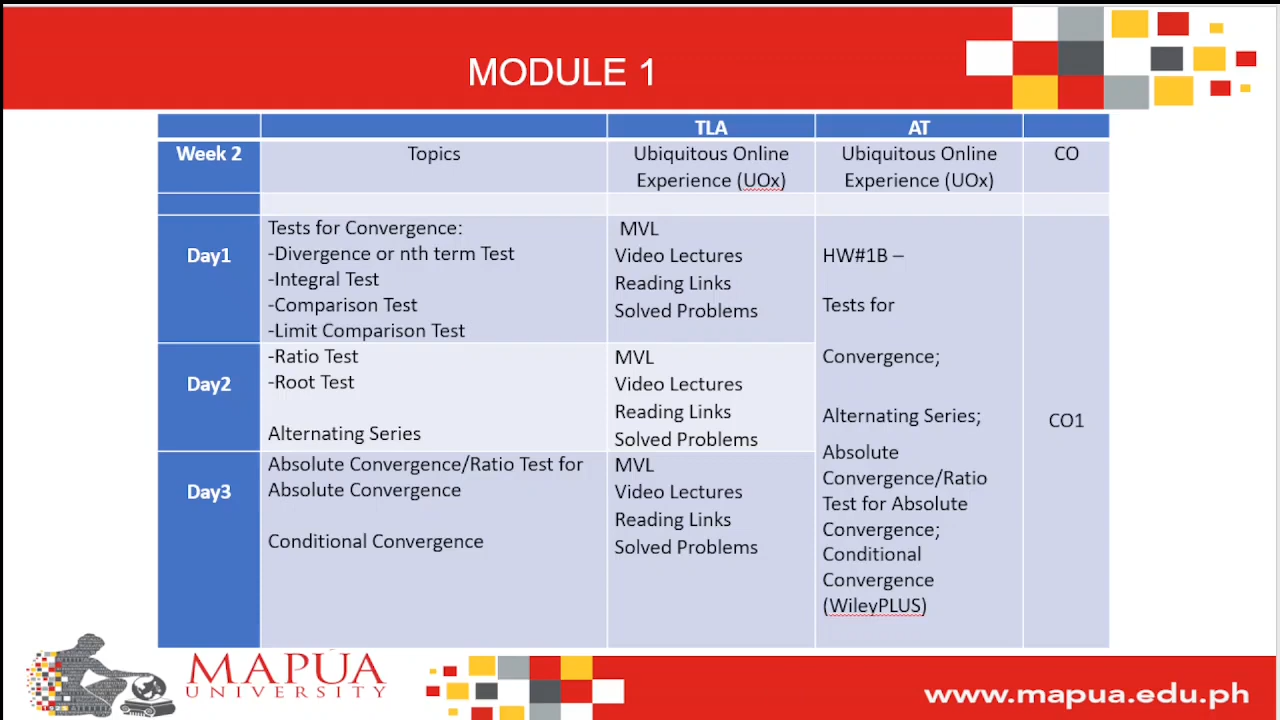 MODULE 1
TLA
AT
Week 2
Topics
Ubiquitous Online
Experience (UOx)
Ubiquitous Online
Experience (UOx)
CO
Day1
Tests for Convergence:
-Divergence or nth term Test
-Integral Test
-Comparison Test
-Limit Comparison Test
MVL
Video Lectures
Reading Links
Solved Problems
HW#1B –
Tests for
Convergence;
Alternating Series;
Absolute
Convergence/Ratio
Test for Absolute
Convergence;
Conditional
Convergence
(WileyPLUS)
CO1
Day2
-Ratio Test
-Root Test
Alternating Series
MVL
Video Lectures
Reading Links
Solved Problems
Day3
Absolute Convergence/Ratio Test for
Absolute Convergence
Conditional Convergence
MVL
Video Lectures
Reading Links
Solved Problems
MAPUA
UNIVERSITY
www.mapua.edu.ph